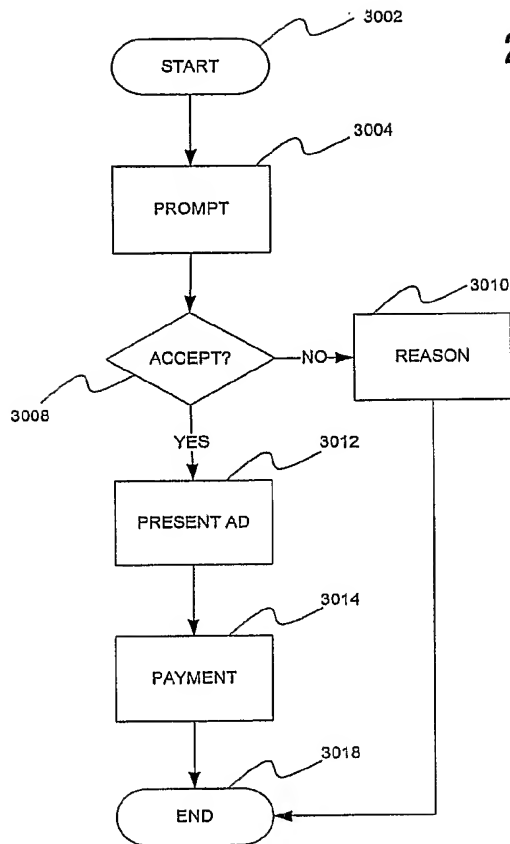 3002
START
2
3004
PROMPT
3010
ACCEPT?
NO
REASON
3008
YES
3012
PRESENT AD
3014
PAYMENT
3018
END